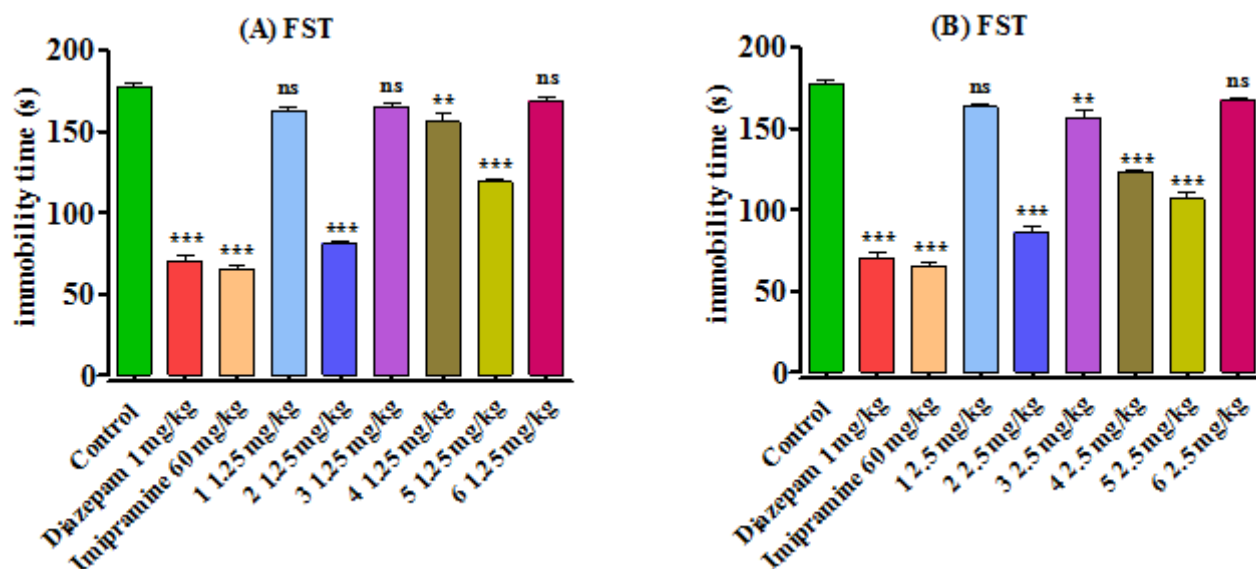 (A) FST
immobility time (s)
200
150
100
50
0
***
***
ns
***
ns
**
***
ns
Control
Diazepam 1 mg/kg
Imipramine 60 mg/kg
1 1.25 mg/kg
2 1.25 mg/kg
3 1.25 mg/kg
4 1.25 mg/kg
5 1.25 mg/kg
6 1.25 mg/kg
(B) FST
immobility time (s)
200
150
100
50
0
***
***
ns
***
**
***
***
ns
Control
Diazepam 1 mg/kg
Imipramine 60 mg/kg
1 2.5 mg/kg
2 2.5 mg/kg
3 2.5 mg/kg
4 2.5 mg/kg
5 2.5 mg/kg
6 2.5 mg/kg